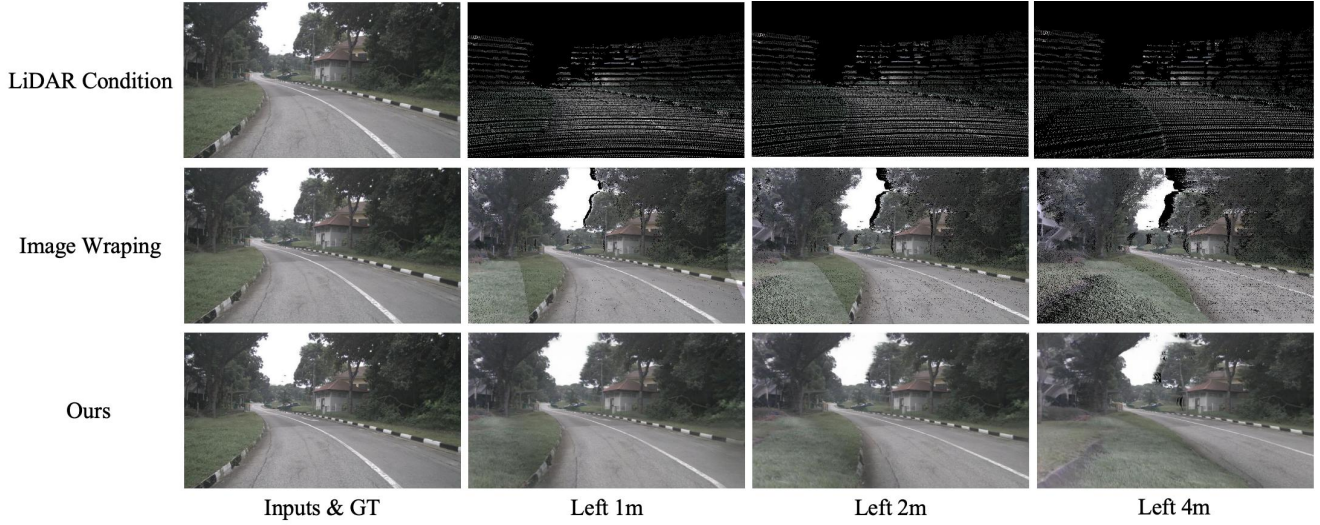 LiDAR Condition
Image Wraping
Ours
Inputs & GT
Left 1m
Left 2m
Left 4m